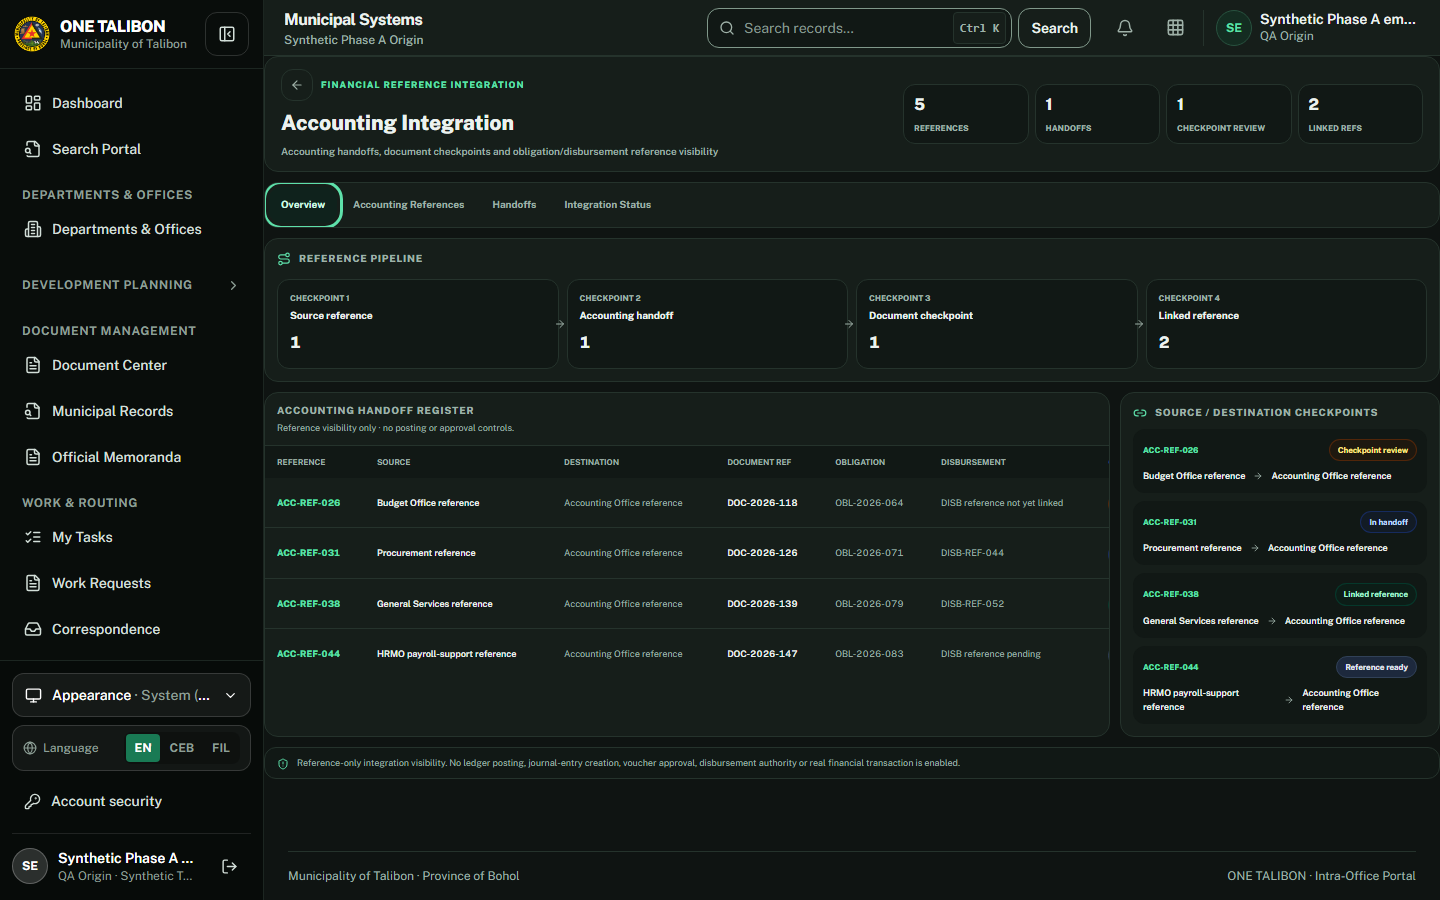 ONE TALIBON
Municipality of Talibon
Dashboard
Search Portal
DEPARTMENTS & OFFICES
Departments & Offices
DEVELOPMENT PLANNING
DOCUMENT MANAGEMENT
Document Center
Municipal Records
Official Memoranda
WORK & ROUTING
My Tasks
Work Requests
Correspondence
Appearance · System (...
Language EN CEB FIL
Account security
SE Synthetic Phase A ...
QA Origin · Synthetic T...
Municipal Systems
Synthetic Phase A Origin
Search records... Ctrl K Search
SE Synthetic Phase A em...
QA Origin
FINANCIAL REFERENCE INTEGRATION
Accounting Integration
Accounting handoffs, document checkpoints and obligation/disbursement reference visibility
5 REFERENCES
1 HANDOFFS
1 CHECKPOINT REVIEW
2 LINKED REFS
Overview Accounting References Handoffs Integration Status
REFERENCE PIPELINE
CHECKPOINT 1
Source reference
1
CHECKPOINT 2
Accounting handoff
1
CHECKPOINT 3
Document checkpoint
1
CHECKPOINT 4
Linked reference
2
ACCOUNTING HANDOFF REGISTER
Reference visibility only · no posting or approval controls.
REFERENCE SOURCE DESTINATION DOCUMENT REF OBLIGATION DISBURSEMENT
ACC-REF-026 Budget Office reference Accounting Office reference DOC-2026-118 OBL-2026-064 DISB reference not yet linked
ACC-REF-031 Procurement reference Accounting Office reference DOC-2026-126 OBL-2026-071 DISB-REF-044
ACC-REF-038 General Services reference Accounting Office reference DOC-2026-139 OBL-2026-079 DISB-REF-052
ACC-REF-044 HRMO payroll-support reference Accounting Office reference DOC-2026-147 OBL-2026-083 DISB reference pending
SOURCE / DESTINATION CHECKPOINTS
ACC-REF-026 Checkpoint review
Budget Office reference → Accounting Office reference
ACC-REF-031 In handoff
Procurement reference → Accounting Office reference
ACC-REF-038 Linked reference
General Services reference → Accounting Office reference
ACC-REF-044 Reference ready
HRMO payroll-support reference → Accounting Office reference
Reference-only integration visibility. No ledger posting, journal-entry creation, voucher approval, disbursement authority or real financial transaction is enabled.
Municipality of Talibon · Province of Bohol
ONE TALIBON · Intra-Office Portal